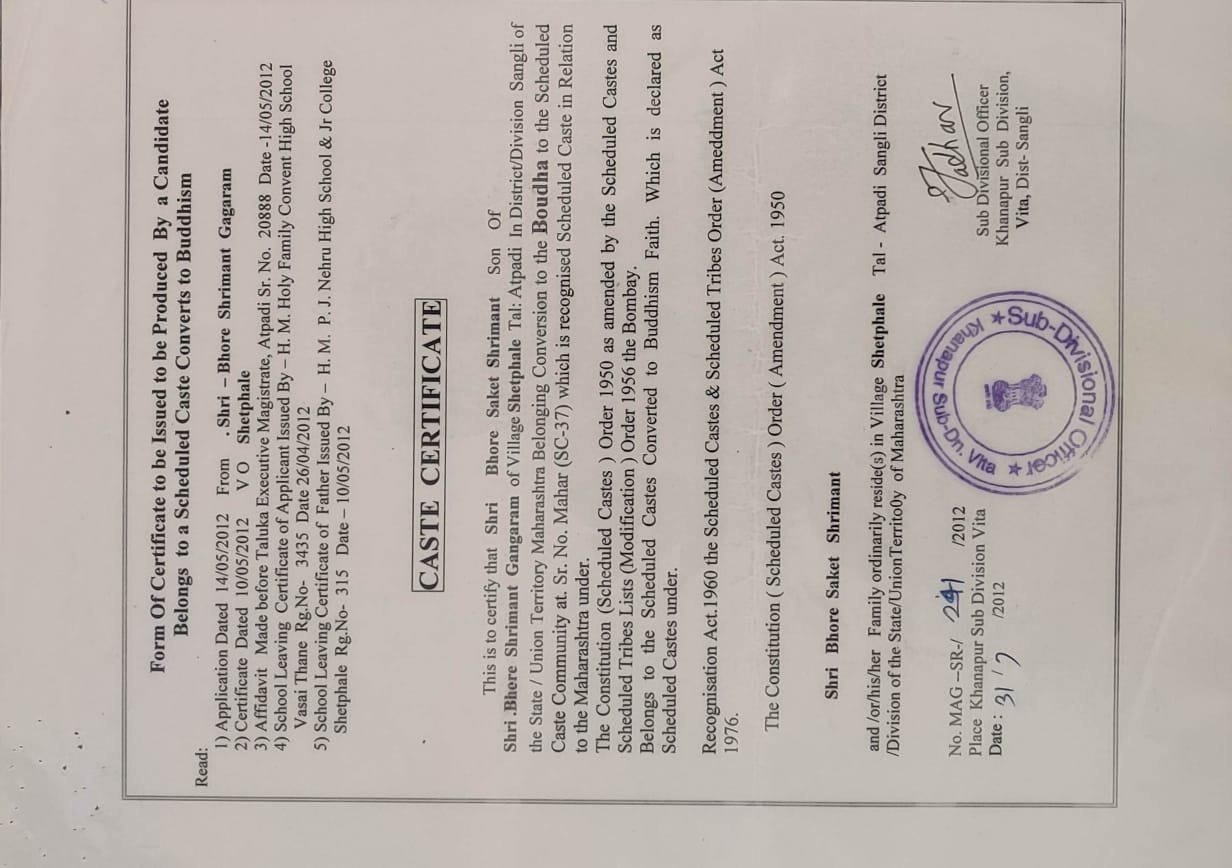 Form Of Certificate to be Issued to be Produced By a Candidate
Belongs to a Scheduled Caste Converts to Buddhism
Read:
1) Application Dated 14/05/2012 From . Shri – Bhore Shrimant Gagaram
2) Certificate Dated 10/05/2012 V O Shetphale
3) Affidavit Made before Taluka Executive Magistrate, Atpadi Sr. No. 20888 Date -14/05/2012
4) School Leaving Certificate of Applicant Issued By – H. M. Holy Family Convent High School
Vasai Thane Rg.No- 3435 Date 26/04/2012
5) School Leaving Certificate of Father Issued By – H. M. P. J. Nehru High School & Jr College
Shetphale Rg.No- 315 Date – 10/05/2012
CASTE CERTIFICATE
This is to certify that Shri Bhore Saket Shrimant Son Of
Shri .Bhore Shrimant Gangaram of Village Shetphale Tal: Atpadi In District/Division Sangli of
the State / Union Territory Maharashtra Belonging Conversion to the Boudha to the Scheduled
Caste Community at. Sr. No. Mahar (SC-37) which is recognised Scheduled Caste in Relation
to the Maharashtra under.
The Constitution (Scheduled Castes ) Order 1950 as amended by the Scheduled Castes and
Scheduled Tribes Lists (Modification ) Order 1956 the Bombay.
Belongs to the Scheduled Castes Converted to Buddhism Faith. Which is declared as
Scheduled Castes under.
Recognisation Act.1960 the Scheduled Castes & Scheduled Tribes Order (Ameddment ) Act
1976.
The Constitution ( Scheduled Castes ) Order ( Amendment ) Act. 1950
Shri Bhore Saket Shrimant
and /or/his/her Family ordinarily reside(s) in Village Shetphale Tal - Atpadi Sangli District
/Division of the State/UnionTerrito0y of Maharashtra
No. MAG –SR-/ 241 /2012
Place Khanapur Sub Division Vita
Date : 31/7 /2012
Sub-Divisional Officer
Khanapur Sub-Dn. Vita
SJadhav
Sub Divisional Officer
Khanapur Sub Division,
Vita, Dist- Sangli